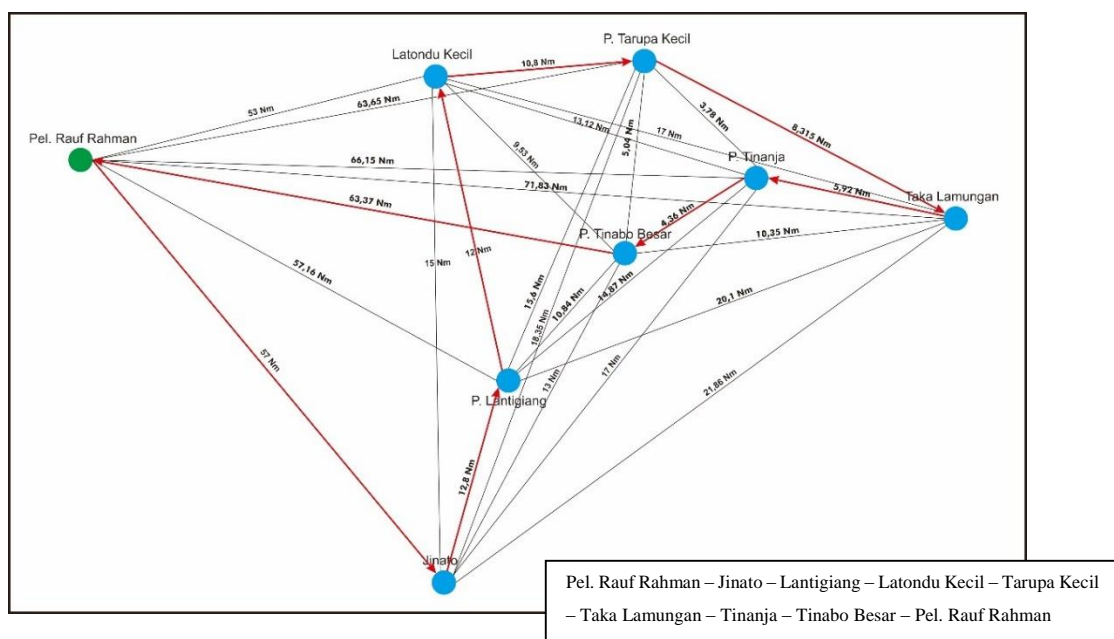 P. Tarupa Kecil
Latondu Kecil
10,8 Nm
53 Nm
63,65 Nm
Pel. Rauf Rahman
13,12 Nm
17 Nm
3,78 Nm
8,315 Nm
5,04 Nm
9,53 Nm
P. Tinanja
66,15 Nm
71,83 Nm
5,92 Nm
Taka Lamungan
63,37 Nm
4,36 Nm
P. Tinabo Besar
10,35 Nm
15 Nm
12 Nm
57,16 Nm
15,6 Nm
10,84 Nm
14,87 Nm
20,1 Nm
18,35 Nm
57 Nm
13 Nm
17 Nm
21,86 Nm
P. Lantigiang
12,8 Nm
Jinato
Pel. Rauf Rahman – Jinato – Lantigiang – Latondu Kecil – Tarupa Kecil
– Taka Lamungan – Tinanja – Tinabo Besar – Pel. Rauf Rahman